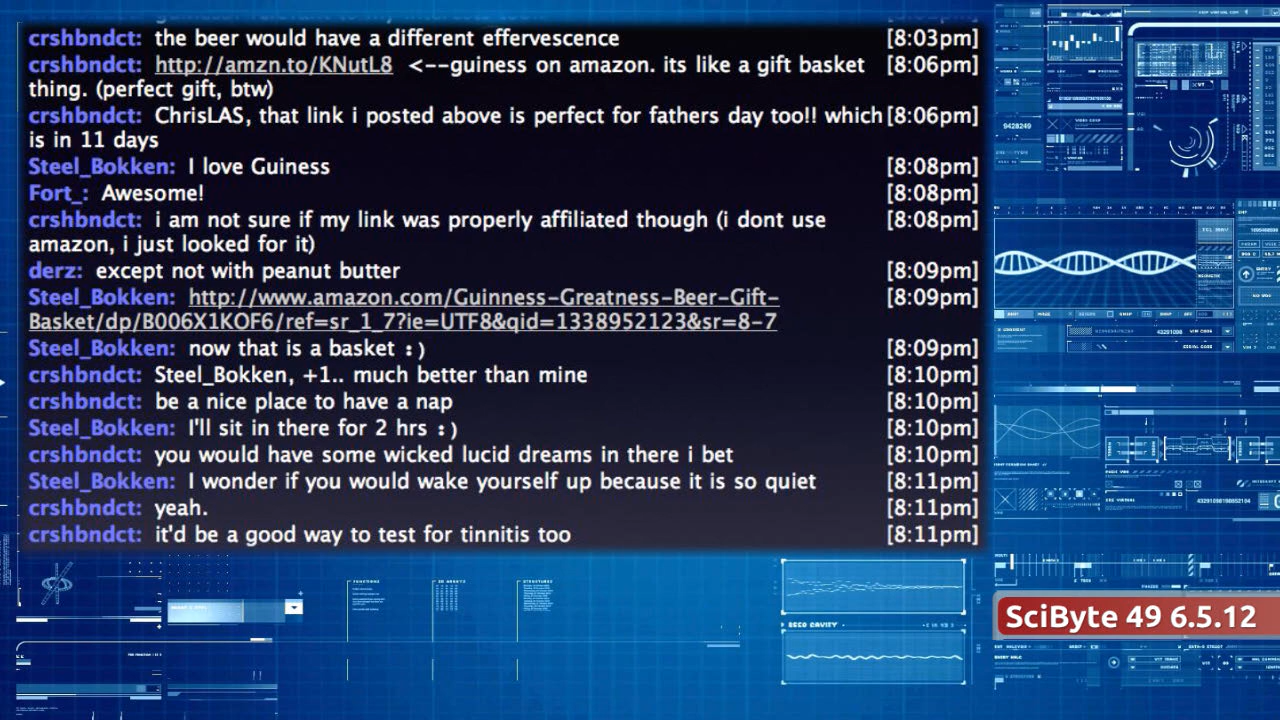 crshbndct: the beer would have a different effervescence [8:03pm]
crshbndct: http://amzn.to/KNutL8 <--guiness on amazon. its like a gift basket [8:06pm]
thing. (perfect gift, btw)
crshbndct: ChrisLAS, that link i posted above is perfect for fathers day too!! which [8:06pm]
is in 11 days
Steel_Bokken: I love Guiness [8:08pm]
Fort_: Awesome! [8:08pm]
crshbndct: i am not sure if my link was properly affiliated though (i dont use [8:08pm]
amazon, i just looked for it)
derz: except not with peanut butter [8:09pm]
Steel_Bokken: http://www.amazon.com/Guinness-Greatness-Beer-Gift- [8:09pm]
Basket/dp/B006X1KOF6/ref=sr_1_7?ie=UTF8&qid=1338952123&sr=8-7
Steel_Bokken: now that is a basket :) [8:09pm]
crshbndct: Steel_Bokken, +1.. much better than mine [8:10pm]
crshbndct: be a nice place to have a nap [8:10pm]
Steel_Bokken: I'll sit in there for 2 hrs :) [8:10pm]
crshbndct: you would have some wicked lucid dreams in there i bet [8:10pm]
Steel_Bokken: I wonder if you would wake yourself up because it is so quiet [8:11pm]
crshbndct: yeah. [8:11pm]
crshbndct: it'd be a good way to test for tinnitis too [8:11pm]
9428249
43291098
SciByte 49 6.5.12